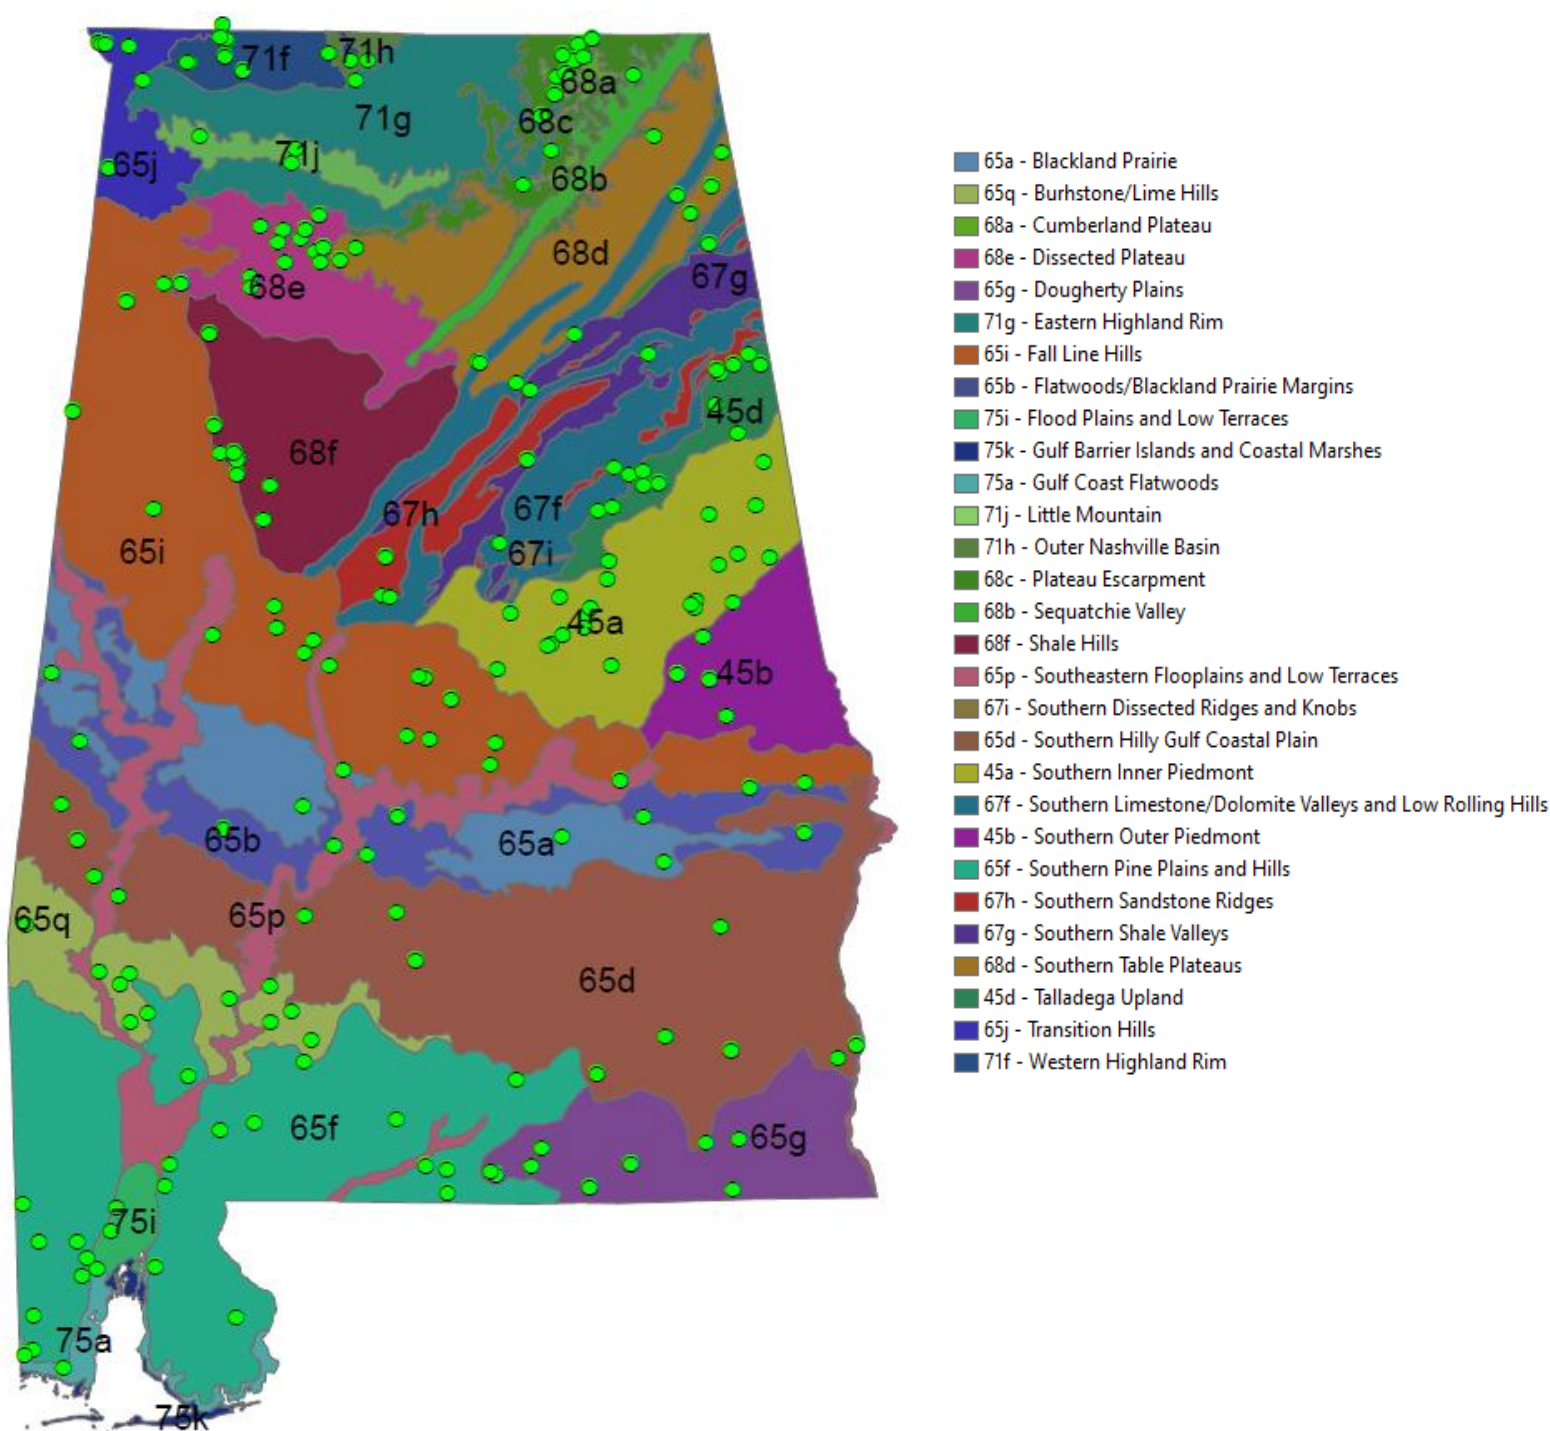 71f
71h
68a
71g
68c
71j
65j
68b
68d
67g
68e
45d
68f
67h
67f
65i
67i
45a
45b
65b
65a
65q
65p
65d
65f
65g
75i
75a
75k
65a - Blackland Prairie
65q - Burhstone/Lime Hills
68a - Cumberland Plateau
68e - Dissected Plateau
65g - Dougherty Plains
71g - Eastern Highland Rim
65i - Fall Line Hills
65b - Flatwoods/Blackland Prairie Margins
75i - Flood Plains and Low Terraces
75k - Gulf Barrier Islands and Coastal Marshes
75a - Gulf Coast Flatwoods
71j - Little Mountain
71h - Outer Nashville Basin
68c - Plateau Escarpment
68b - Sequatchie Valley
68f - Shale Hills
65p - Southeastern Flooplains and Low Terraces
67i - Southern Dissected Ridges and Knobs
65d - Southern Hilly Gulf Coastal Plain
45a - Southern Inner Piedmont
67f - Southern Limestone/Dolomite Valleys and Low Rolling Hills
45b - Southern Outer Piedmont
65f - Southern Pine Plains and Hills
67h - Southern Sandstone Ridges
67g - Southern Shale Valleys
68d - Southern Table Plateaus
45d - Talladega Upland
65j - Transition Hills
71f - Western Highland Rim